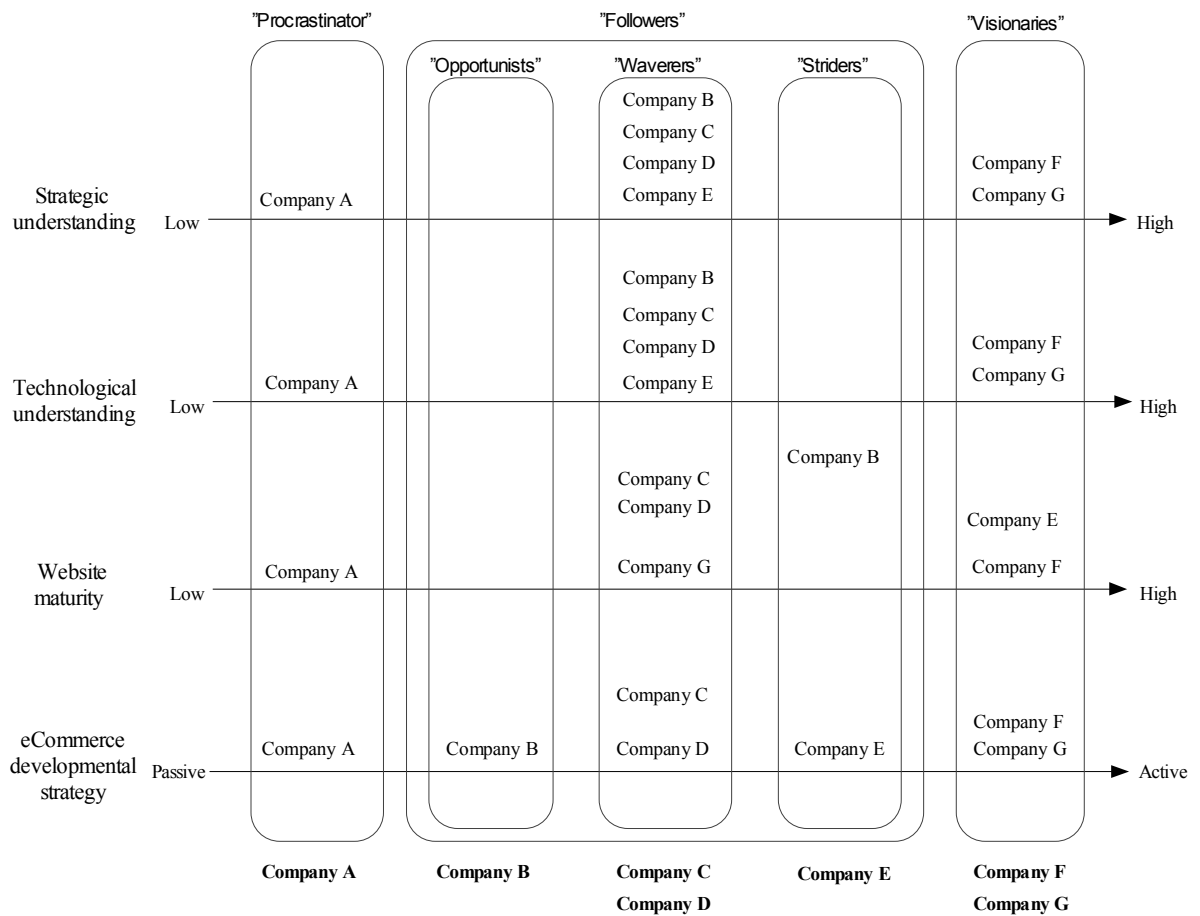 ”Procrastinator”
”Followers”
”Visionaries”
”Opportunists”
”Waverers”
”Striders”
Company B
Company C
Company D
Company E
Company F
Company G
Company A
Strategic
understanding
Low
High
Company B
Company C
Company D
Company E
Company F
Company G
Company A
Technological
understanding
Low
High
Company B
Company C
Company D
Company E
Company A
Company G
Company F
Website
maturity
Low
High
Company C
Company F
Company A
Company B
Company D
Company E
Company G
eCommerce
developmental
strategy
Passive
Active
Company A
Company B
Company C
Company E
Company F
Company D
Company G